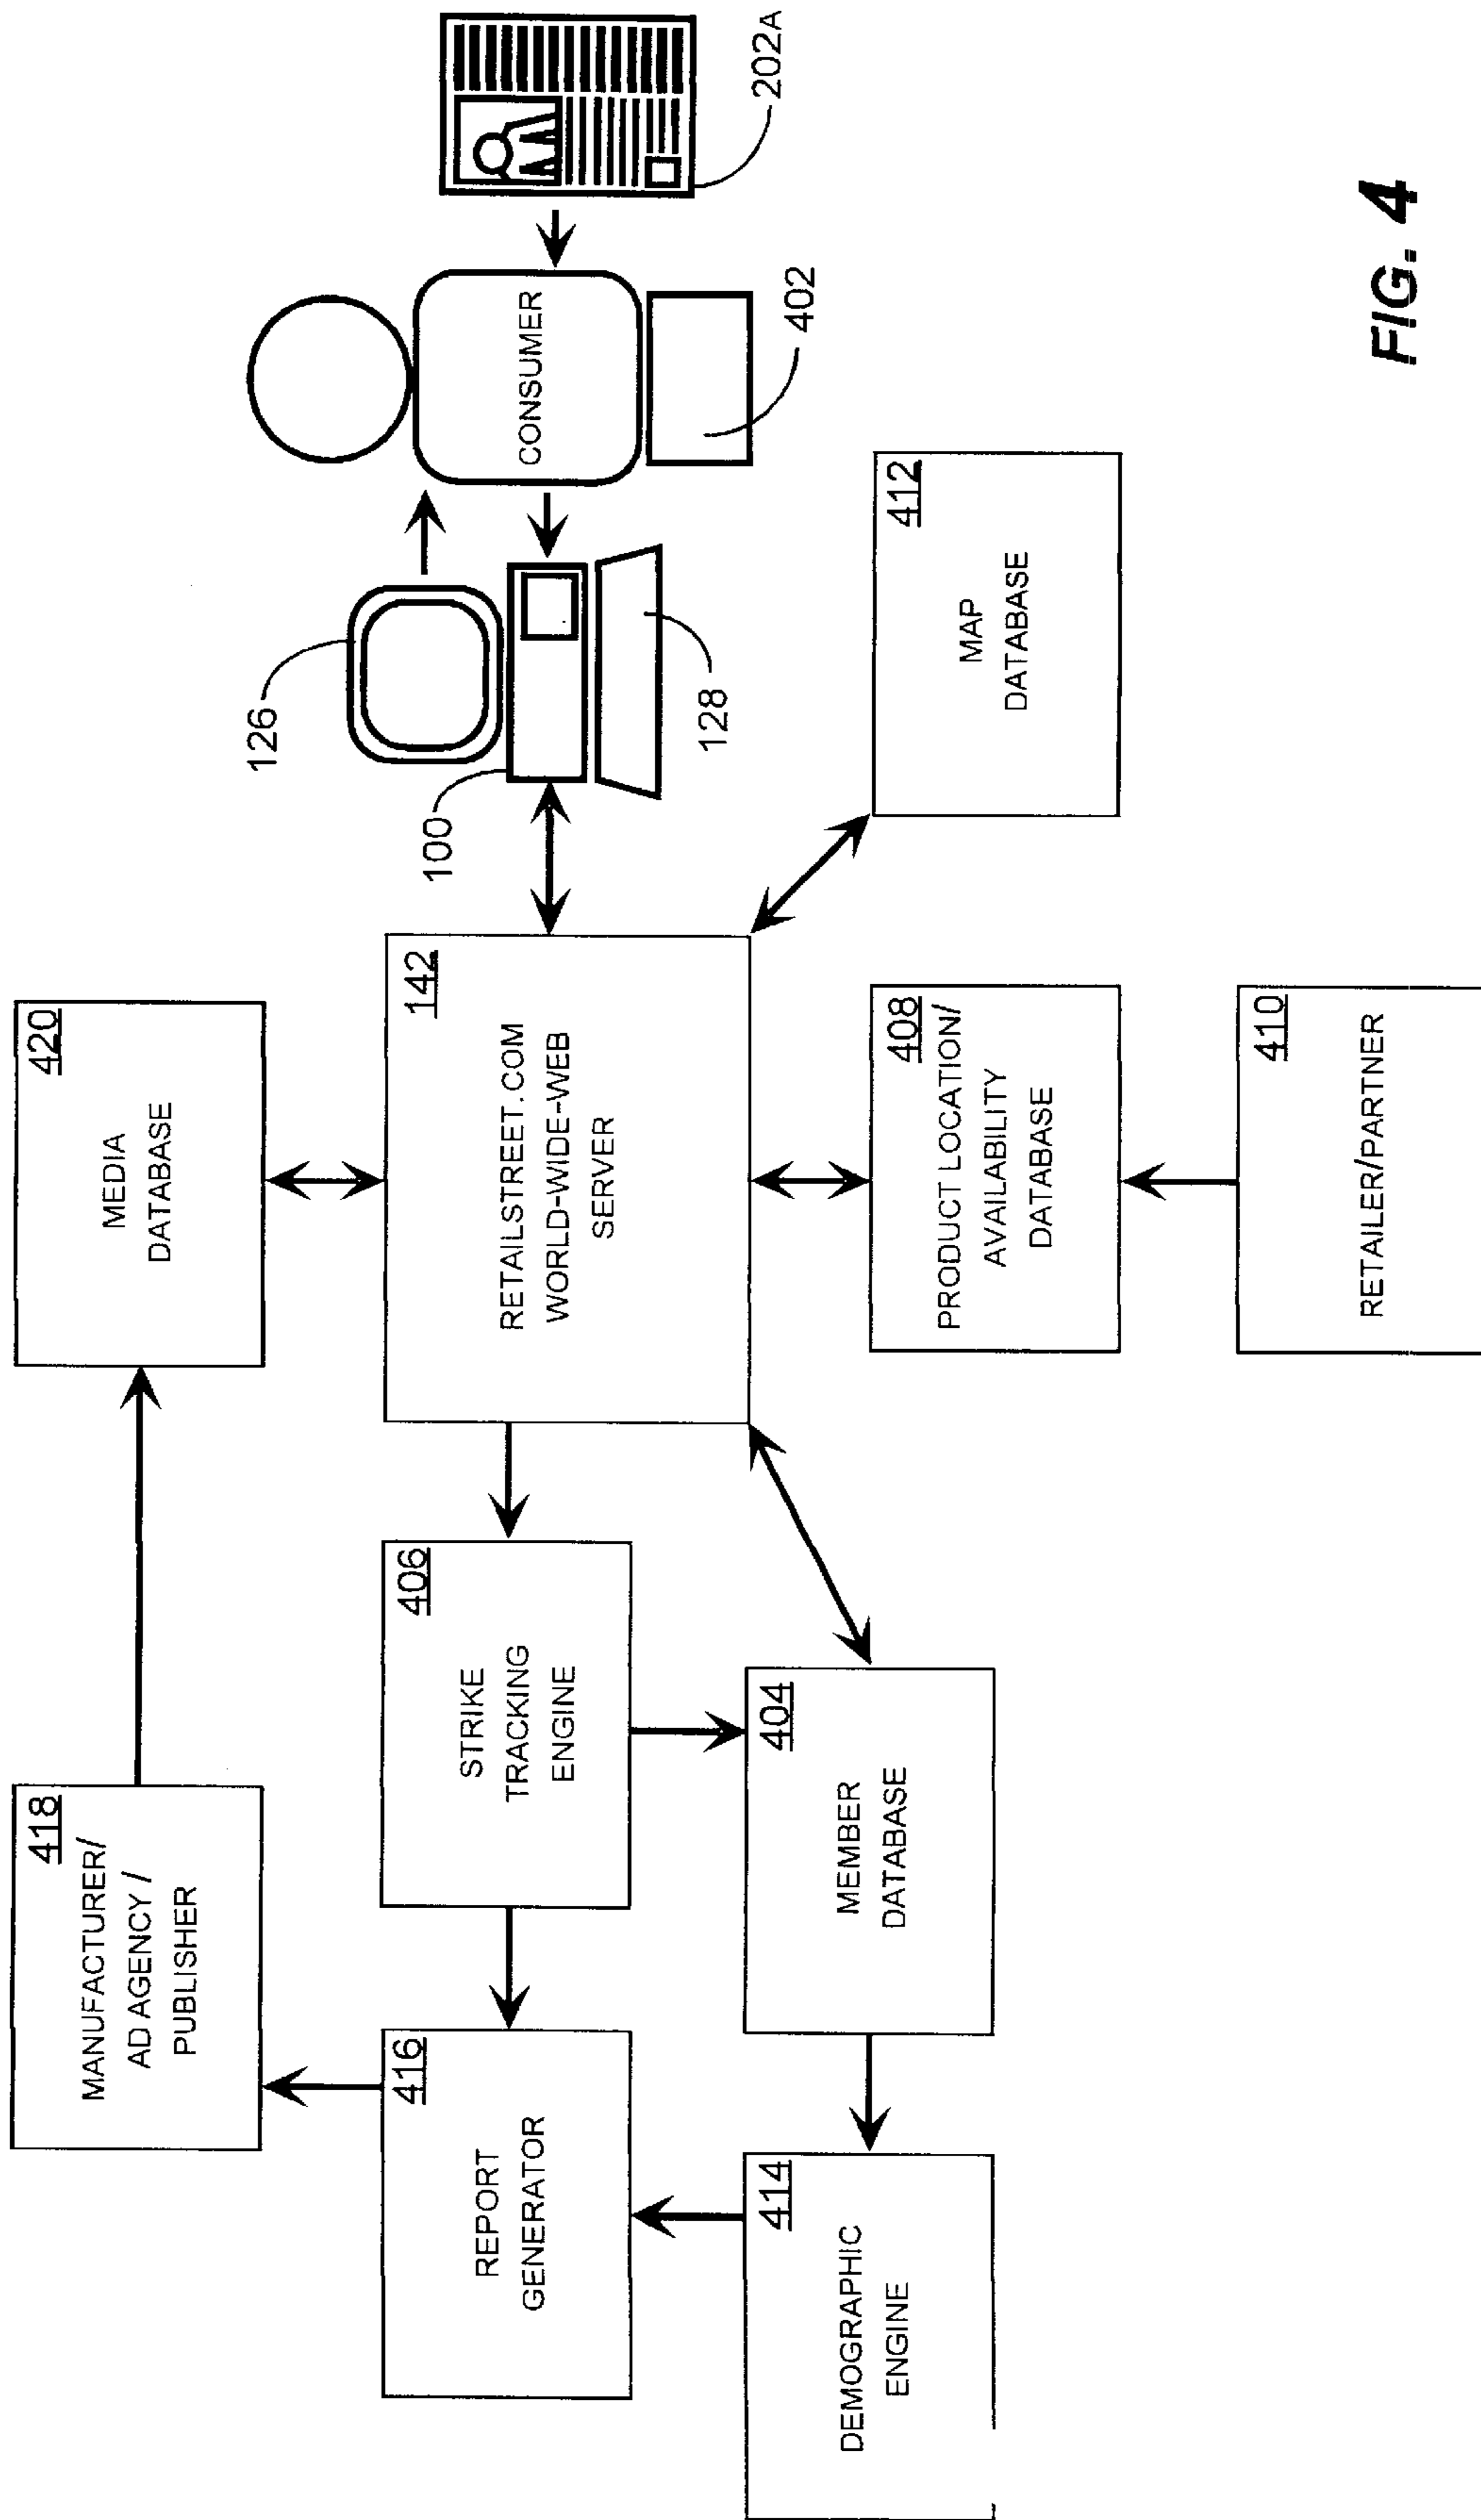 418
MANUFACTURER/
AD AGENCY /
PUBLISHER
420
MEDIA
DATABASE
126
416
REPORT
GENERATOR
406
STRIKE
TRACKING
ENGINE
142
RETAILSTREET.COM
WORLD-WIDE-WEB
SERVER
100
128
CONSUMER
402
202A
414
DEMOGRAPHIC
ENGINE
404
MEMBER
DATABASE
408
PRODUCT LOCATION/
AVAILABILITY
DATABASE
412
MAP
DATABASE
410
RETAILER/PARTNER
FIG. 4